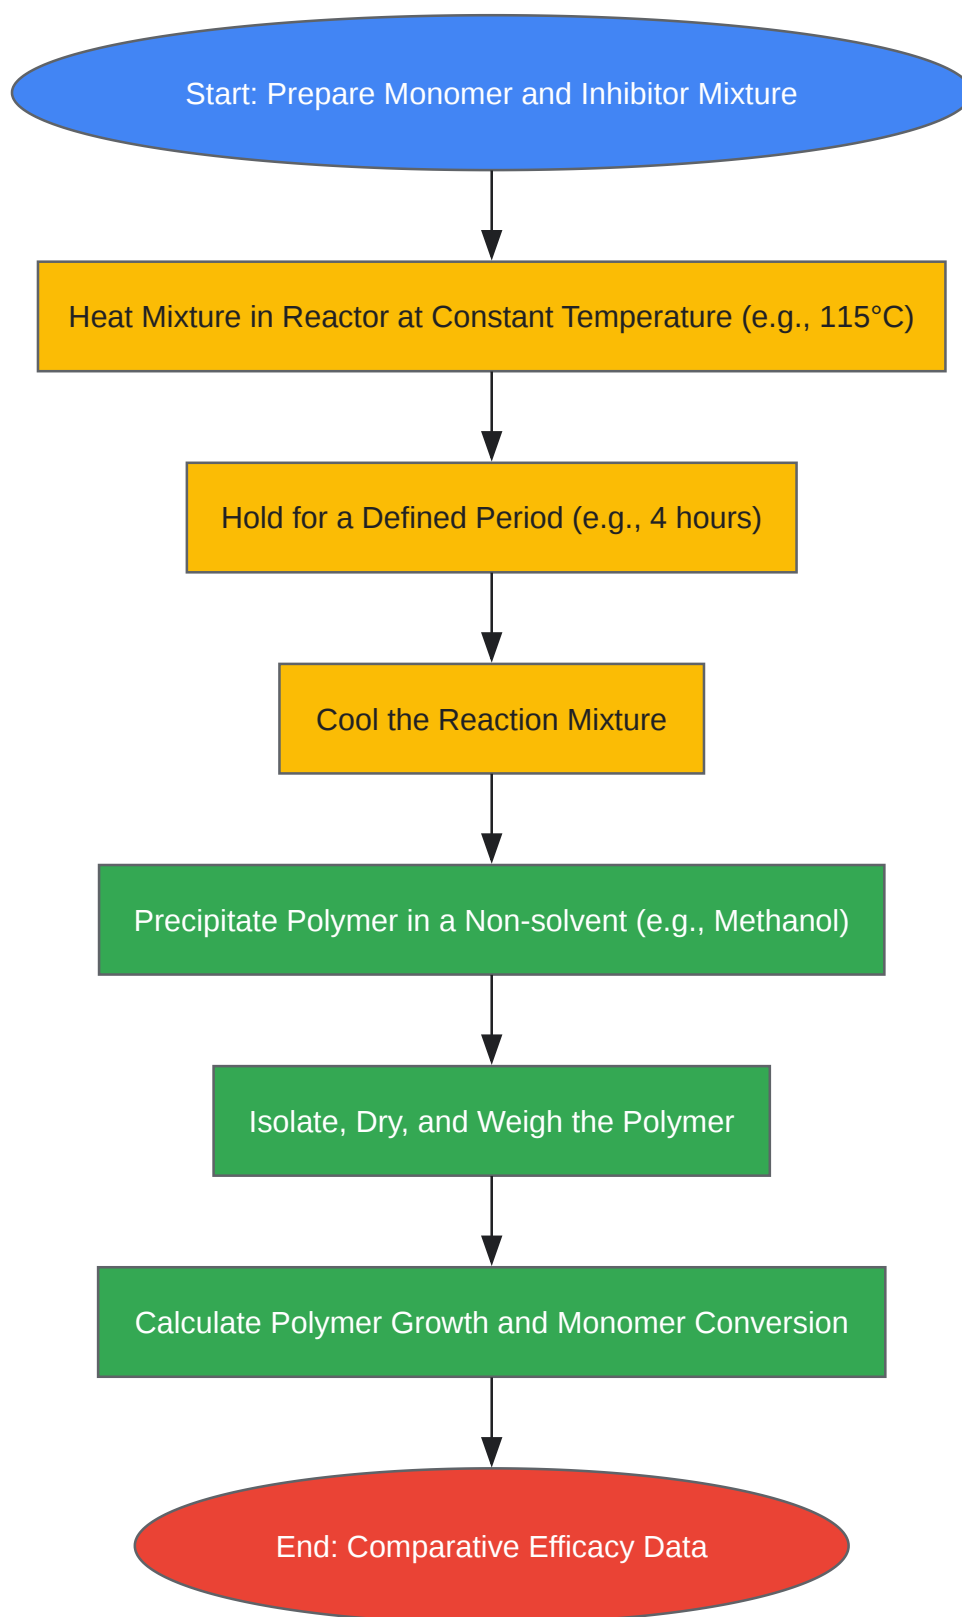 Start: Prepare Monomer and Inhibitor Mixture
Heat Mixture in Reactor at Constant Temperature (e.g., 115°C)
Hold for a Defined Period (e.g., 4 hours)
Cool the Reaction Mixture
Precipitate Polymer in a Non-solvent (e.g., Methanol)
Isolate, Dry, and Weigh the Polymer
Calculate Polymer Growth and Monomer Conversion
End: Comparative Efficacy Data